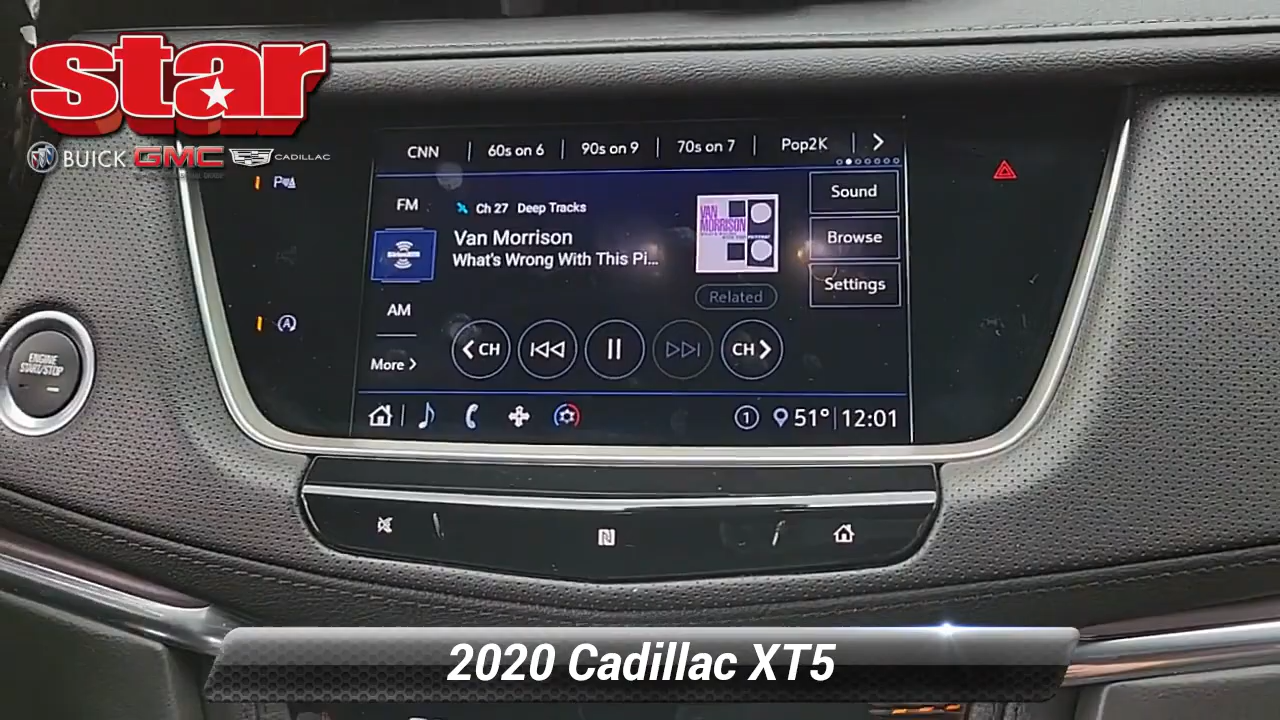 star
BUICK GMC CADILLAC
CNN 60s on 6 90s on 9 70s on 7 Pop2K
FM
Ch 27 Deep Tracks
Van Morrison
What's Wrong With This Pi...
VAN MORRISON
Sound
Browse
Settings
Related
AM
More
CH CH
1 51° 12:01
ENGINE START/STOP
2020 Cadillac XT5